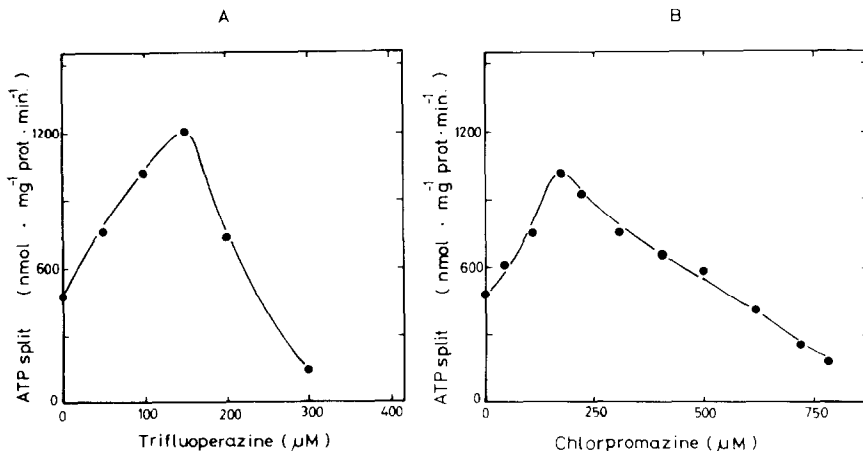 A
ATP split (nmol · mg⁻¹ prot · min.⁻¹)
1200
600
0
0 100 200 300 400
Trifluoperazine (μM)
B
ATP split (nmol · mg⁻¹ prot · min⁻¹)
1200
600
0
0 250 500 750
Chlorpromazine (μM)